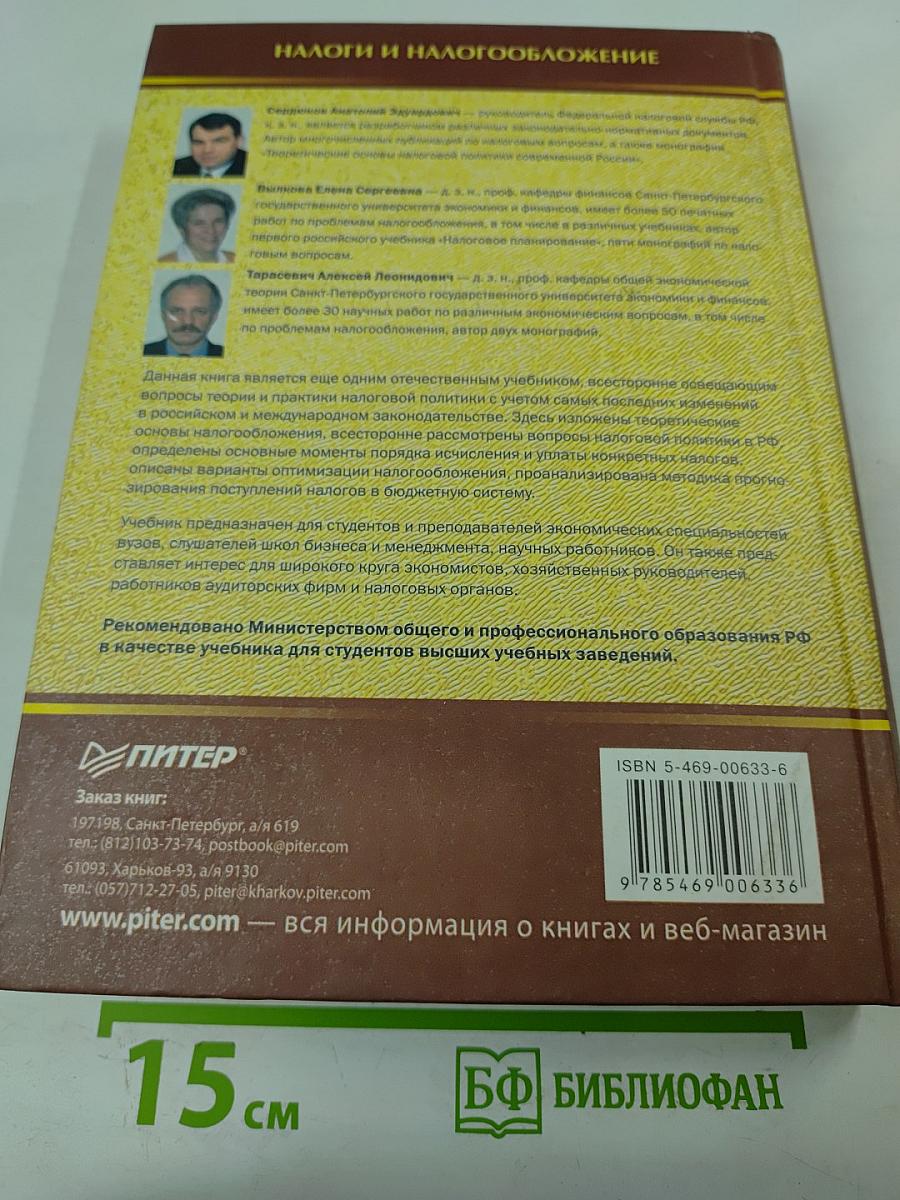 НАЛОГИ И НАЛОГООБЛОЖЕНИЕ
Сердюков Анатолий Эдуардович — руководитель Федеральной налоговой службы РФ,
к. э. н., является разработчиком различных законодательно-нормативных документов.
Автор многочисленных публикаций по налоговым вопросам, а также монографии
«Теоретические основы налоговой политики современной России».
Вылкова Елена Сергеевна — д. э. н., проф. кафедры финансов Санкт-Петербургского
государственного университета экономики и финансов, имеет более 50 печатных
работ по проблемам налогообложения, в том числе в различных учебниках, автор
первого российского учебника «Налоговое планирование», пяти монографий по нало-
говым вопросам.
Тарасевич Алексей Леонидович — д. э. н., проф. кафедры общей экономической
теории Санкт-Петербургского государственного университета экономики и финансов,
имеет более 30 научных работ по различным экономическим вопросам, в том числе
по проблемам налогообложения, автор двух монографий.
Данная книга является еще одним отечественным учебником, всесторонне освещающим
вопросы теории и практики налоговой политики с учетом самых последних изменений
в российском и международном законодательстве. Здесь изложены теоретические
основы налогообложения, всесторонне рассмотрены вопросы налоговой политики в РФ,
определены основные моменты порядка исчисления и уплаты конкретных налогов,
описаны варианты оптимизации налогообложения, проанализирована методика прогно-
зирования поступлений налогов в бюджетную систему.
Учебник предназначен для студентов и преподавателей экономических специальностей
вузов, слушателей школ бизнеса и менеджмента, научных работников. Он также пред-
ставляет интерес для широкого круга экономистов, хозяйственных руководителей,
работников аудиторских фирм и налоговых органов.
Рекомендовано Министерством общего и профессионального образования РФ
в качестве учебника для студентов высших учебных заведений.
ПИТЕР®
Заказ книг:
197198, Санкт-Петербург, а/я 619
тел.: (812)103-73-74, postbook@piter.com
61093, Харьков-93, а/я 9130
тел.: (057)712-27-05, piter@kharkov.piter.com
www.piter.com — вся информация о книгах и веб-магазин
ISBN 5-469-00633-6
9 785469 006336
15 см
БФ БИБЛИОФАН